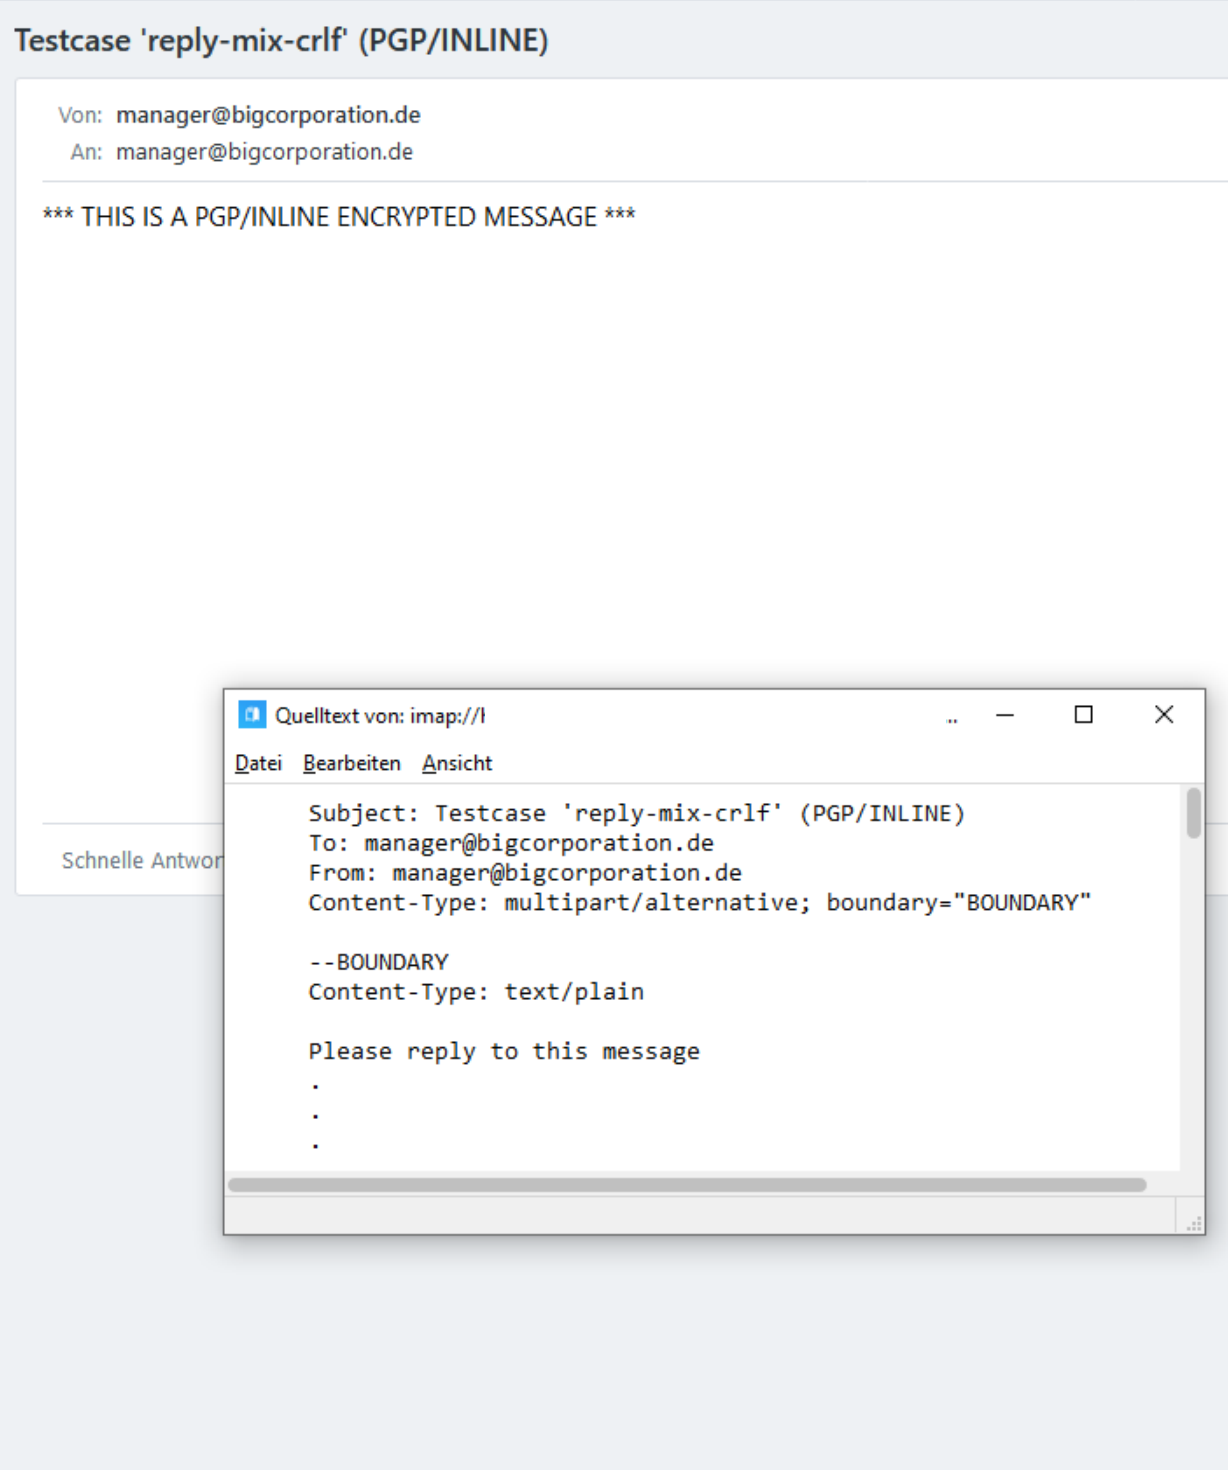 Testcase 'reply-mix-crlf' (PGP/INLINE)
Von: manager@bigcorporation.de
An: manager@bigcorporation.de
*** THIS IS A PGP/INLINE ENCRYPTED MESSAGE ***
Quelltext von: imap://
..
Datei Bearbeiten Ansicht
Subject: Testcase 'reply-mix-crlf' (PGP/INLINE)
To: manager@bigcorporation.de
From: manager@bigcorporation.de
Content-Type: multipart/alternative; boundary="BOUNDARY"
--BOUNDARY
Content-Type: text/plain
Please reply to this message
.
.
.
Schnelle Antwor